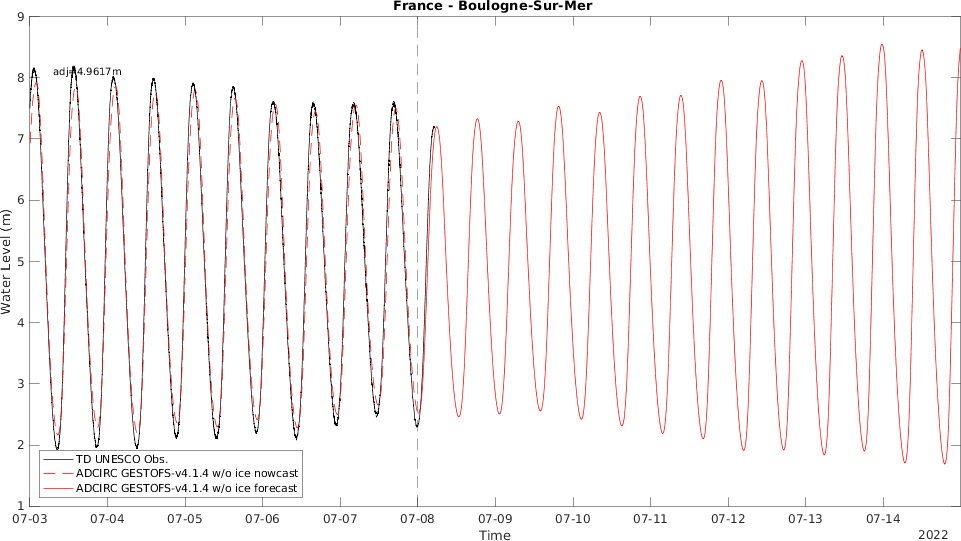 France - Boulogne-Sur-Mer
9
adj=4.9617m
8
7
6
5
4
3
2
1
Water Level (m)
TD UNESCO Obs.
ADCIRC GESTOFS-v4.1.4 w/o ice nowcast
ADCIRC GESTOFS-v4.1.4 w/o ice forecast
07-03 07-04 07-05 07-06 07-07 07-08 07-09 07-10 07-11 07-12 07-13 07-14
Time
2022